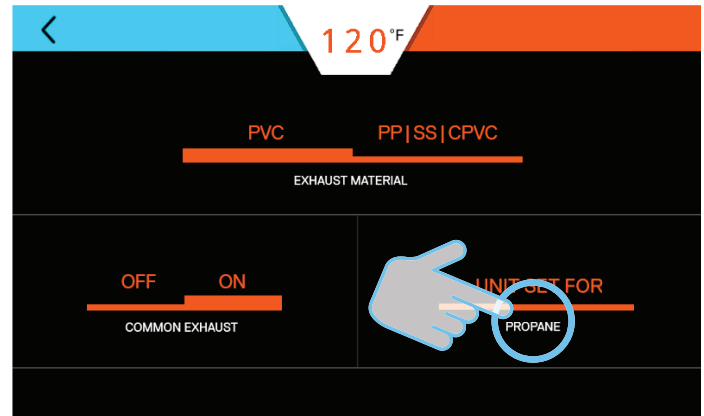 120°F
PVC PP|SS|CPVC
EXHAUST MATERIAL
OFF ON
COMMON EXHAUST
UNIT SET FOR
PROPANE